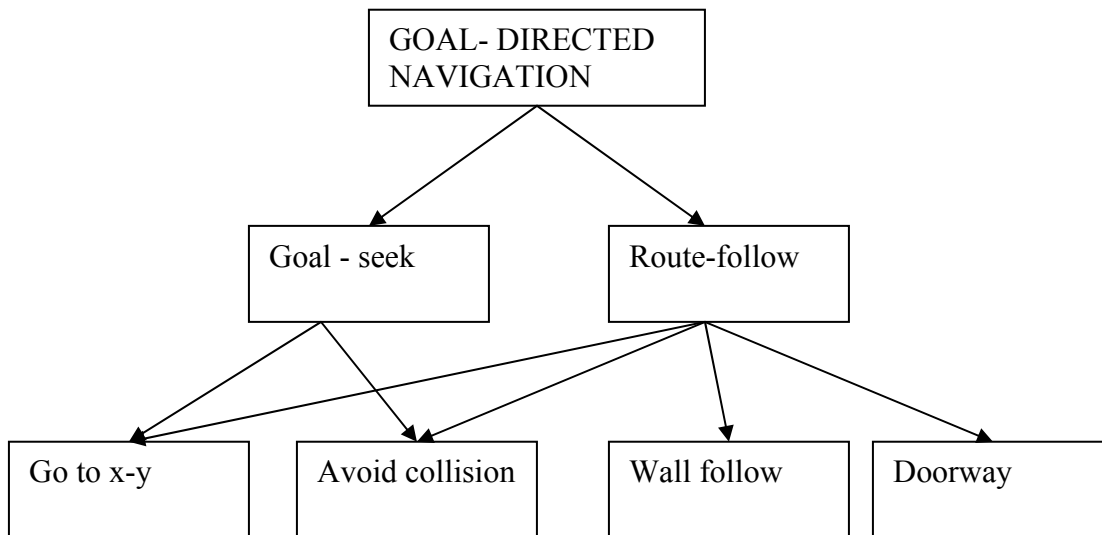 GOAL- DIRECTED
NAVIGATION
Goal - seek
Route-follow
Go to x-y
Avoid collision
Wall follow
Doorway